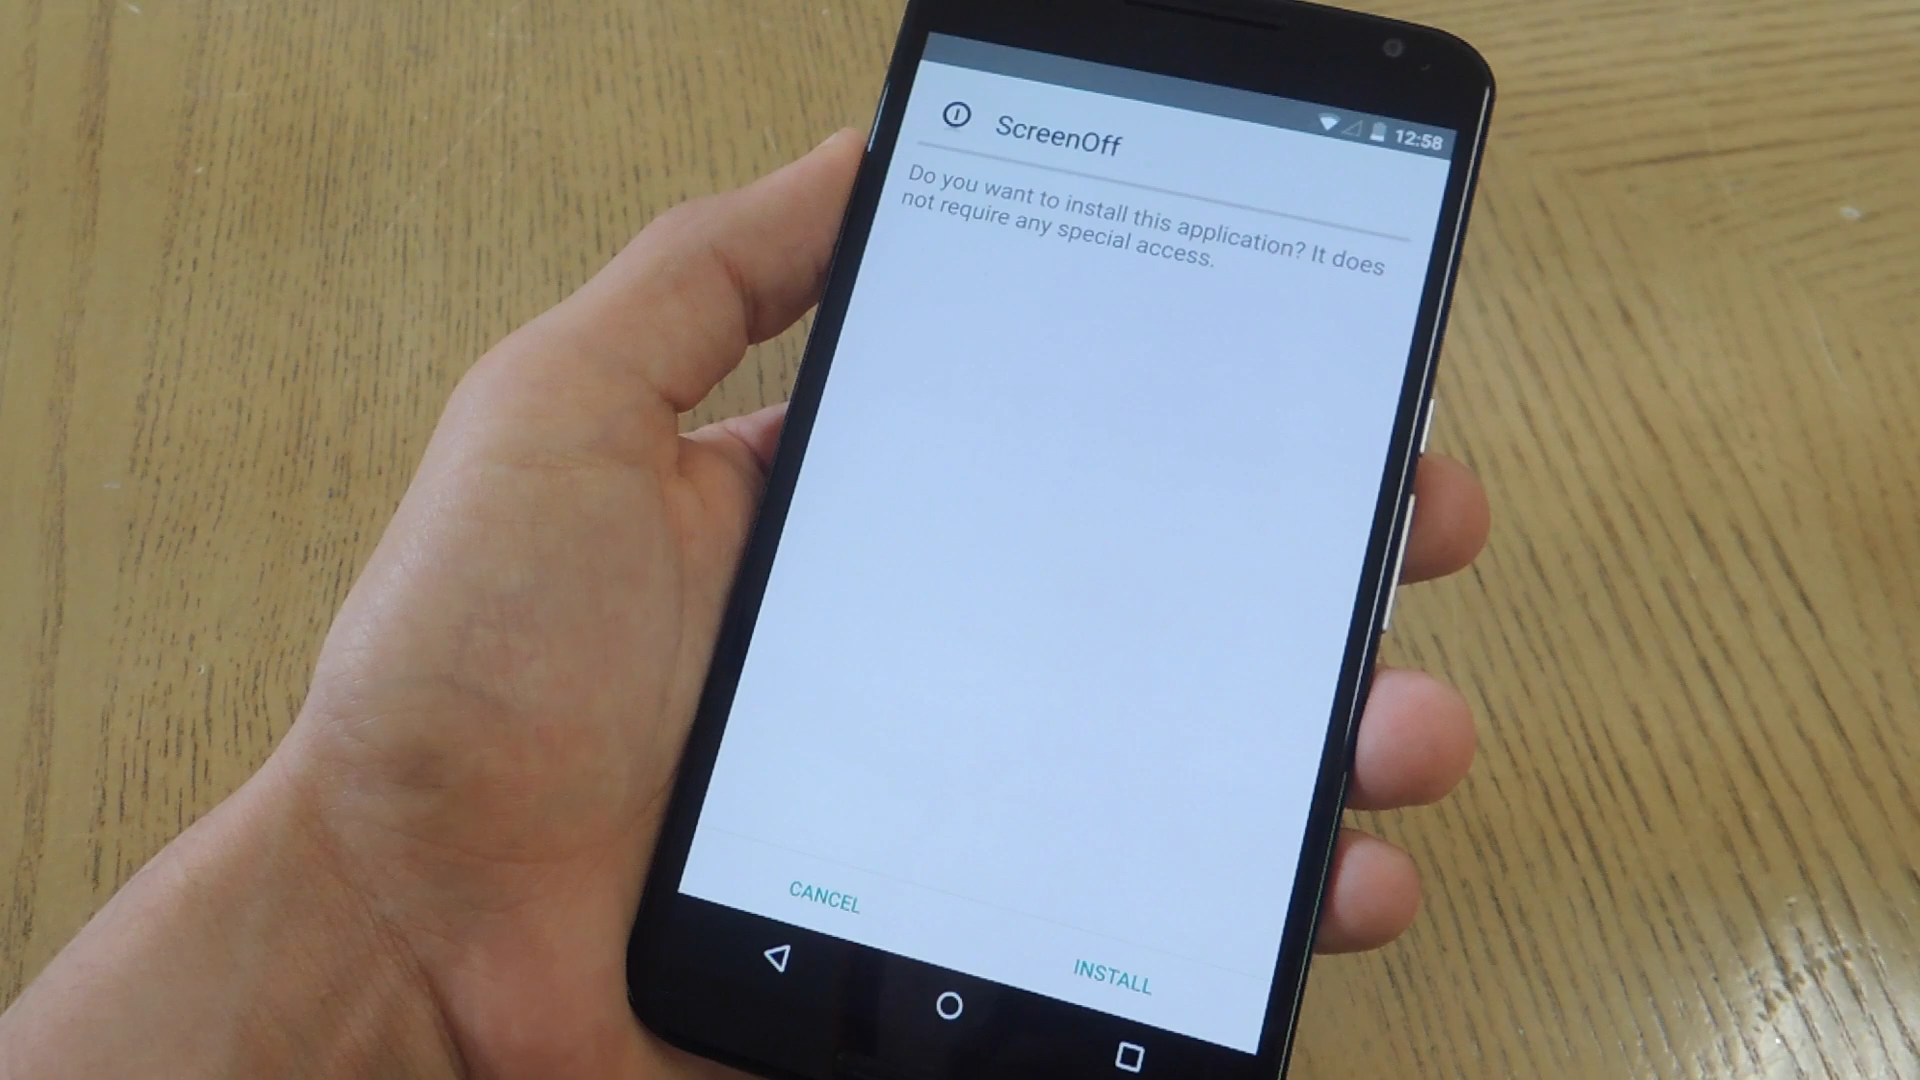 12:58
ScreenOff
Do you want to install this application? It does
not require any special access.
CANCEL
INSTALL